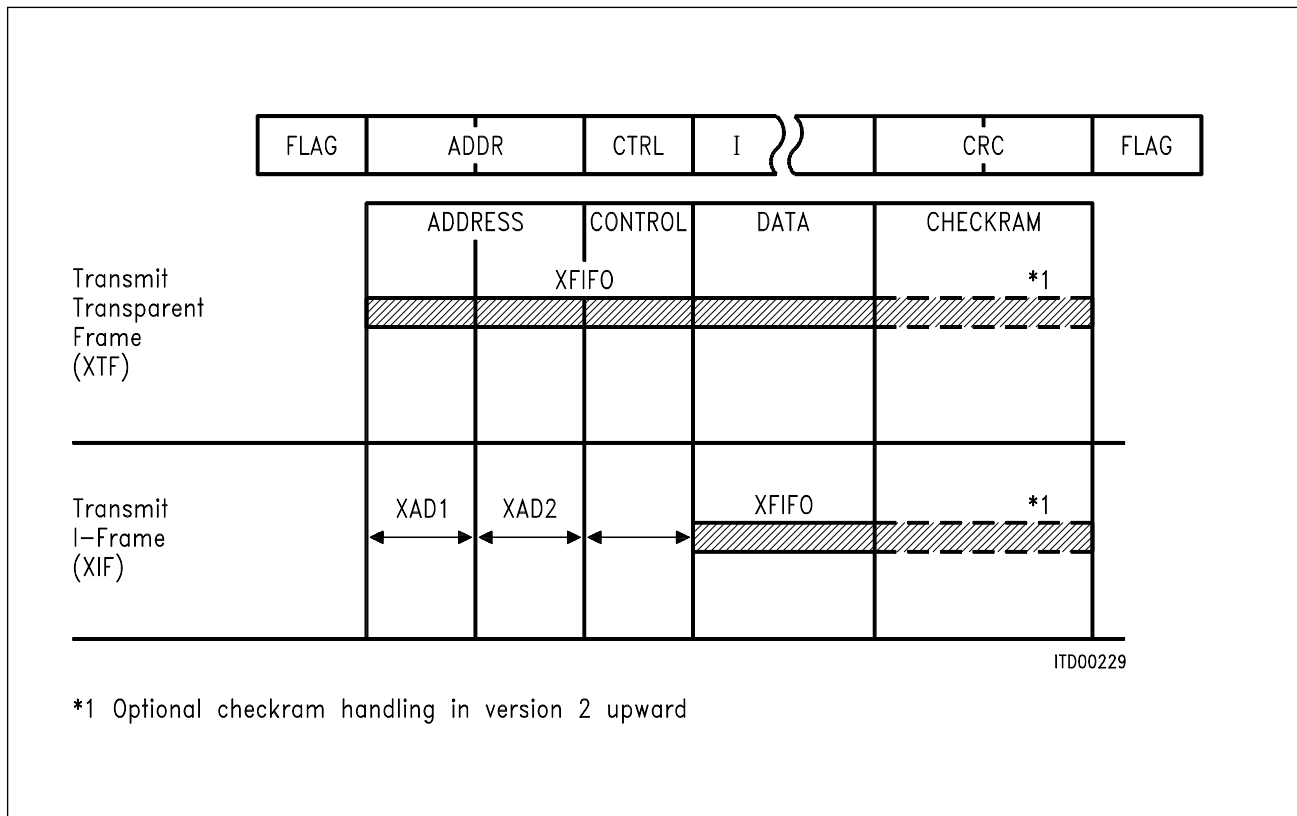 FLAG ADDR CTRL I CRC FLAG
ADDRESS CONTROL DATA CHECKRAM
XFIFO *1
Transmit
Transparent
Frame
(XTF)
XAD1 XAD2 XFIFO *1
Transmit
I-Frame
(XIF)
ITD00229
*1 Optional checkram handling in version 2 upward